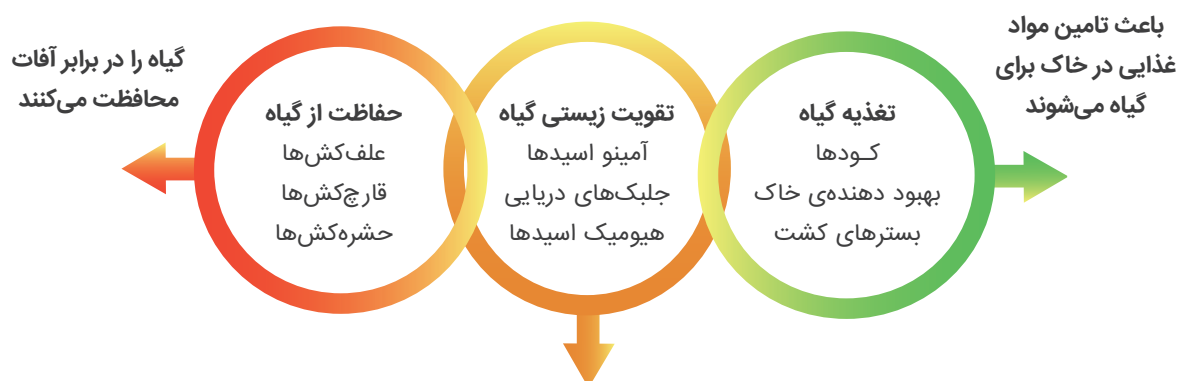 باعث تامین مواد
غذایی در خاک برای
گیاه می‌شوند
تغذیه گیاه
کـودها
بهبود دهنده‌ی خاک
بسترهای کشت
تقویت زیستی گیاه
آمینو اسیدها
جلبک‌های دریایی
هیومیک اسیدها
حفاظت از گیاه
علف‌کش‌ها
قارچ‌کش‌ها
حشره‌کش‌ها
گیاه را در برابر آفات
محافظت می‌کنند